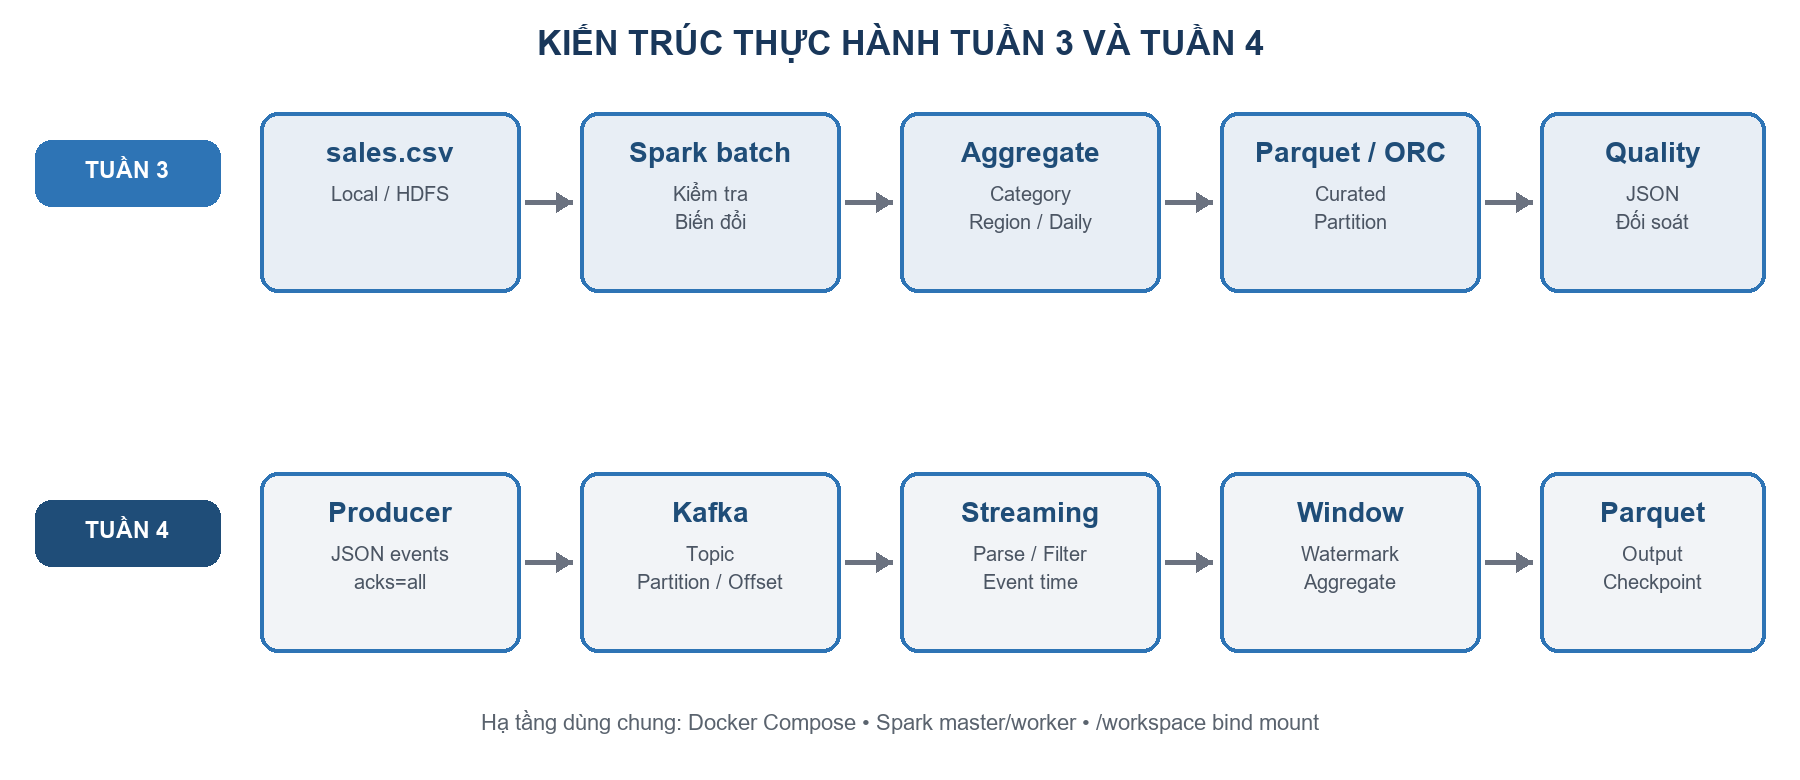 KIẾN TRÚC THỰC HÀNH TUẦN 3 VÀ TUẦN 4
TUẦN 3
sales.csv
Local / HDFS
Spark batch
Kiểm tra
Biến đổi
Aggregate
Category
Region / Daily
Parquet / ORC
Curated
Partition
Quality
JSON
Đối soát
TUẦN 4
Producer
JSON events
acks=all
Kafka
Topic
Partition / Offset
Streaming
Parse / Filter
Event time
Window
Watermark
Aggregate
Parquet
Output
Checkpoint
Hạ tầng dùng chung: Docker Compose • Spark master/worker • /workspace bind mount